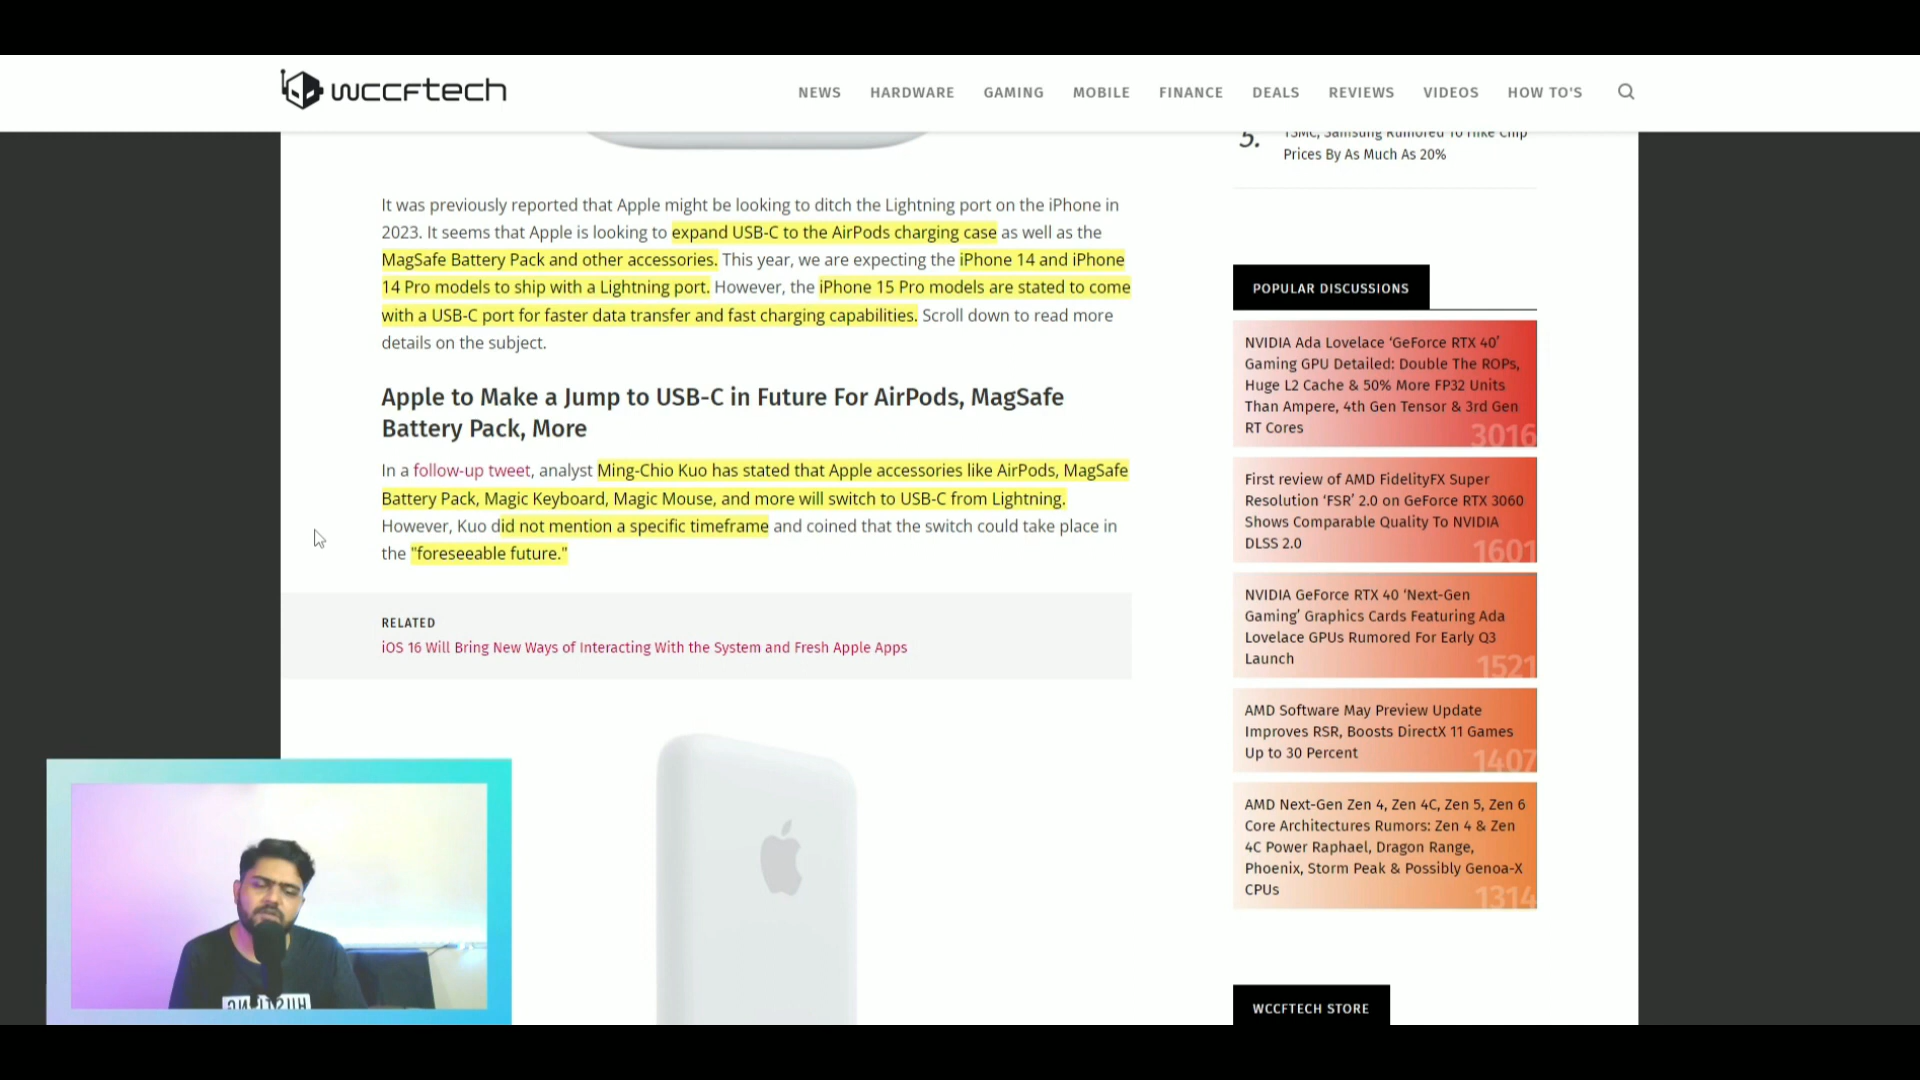 wccftech
NEWS HARDWARE GAMING MOBILE FINANCE DEALS REVIEWS VIDEOS HOW TO'S
It was previously reported that Apple might be looking to ditch the Lightning port on the iPhone in
2023. It seems that Apple is looking to expand USB-C to the AirPods charging case as well as the
MagSafe Battery Pack and other accessories. This year, we are expecting the iPhone 14 and iPhone
14 Pro models to ship with a Lightning port. However, the iPhone 15 Pro models are stated to come
with a USB-C port for faster data transfer and fast charging capabilities. Scroll down to read more
details on the subject.
Apple to Make a Jump to USB-C in Future For AirPods, MagSafe
Battery Pack, More
In a follow-up tweet, analyst Ming-Chio Kuo has stated that Apple accessories like AirPods, MagSafe
Battery Pack, Magic Keyboard, Magic Mouse, and more will switch to USB-C from Lightning.
However, Kuo did not mention a specific timeframe and coined that the switch could take place in
the "foreseeable future."
RELATED
iOS 16 Will Bring New Ways of Interacting With the System and Fresh Apple Apps
5. TSMC, Samsung Rumored To Hike Chip
Prices By As Much As 20%
POPULAR DISCUSSIONS
NVIDIA Ada Lovelace ‘GeForce RTX 40’
Gaming GPU Detailed: Double The ROPs,
Huge L2 Cache & 50% More FP32 Units
Than Ampere, 4th Gen Tensor & 3rd Gen
RT Cores
3016
First review of AMD FidelityFX Super
Resolution ‘FSR’ 2.0 on GeForce RTX 3060
Shows Comparable Quality To NVIDIA
DLSS 2.0
1601
NVIDIA GeForce RTX 40 ‘Next-Gen
Gaming’ Graphics Cards Featuring Ada
Lovelace GPUs Rumored For Early Q3
Launch
1521
AMD Software May Preview Update
Improves RSR, Boosts DirectX 11 Games
Up to 30 Percent
1407
AMD Next-Gen Zen 4, Zen 4C, Zen 5, Zen 6
Core Architectures Rumors: Zen 4 & Zen
4C Power Raphael, Dragon Range,
Phoenix, Storm Peak & Possibly Genoa-X
CPUs
1314
WCCFTECH STORE